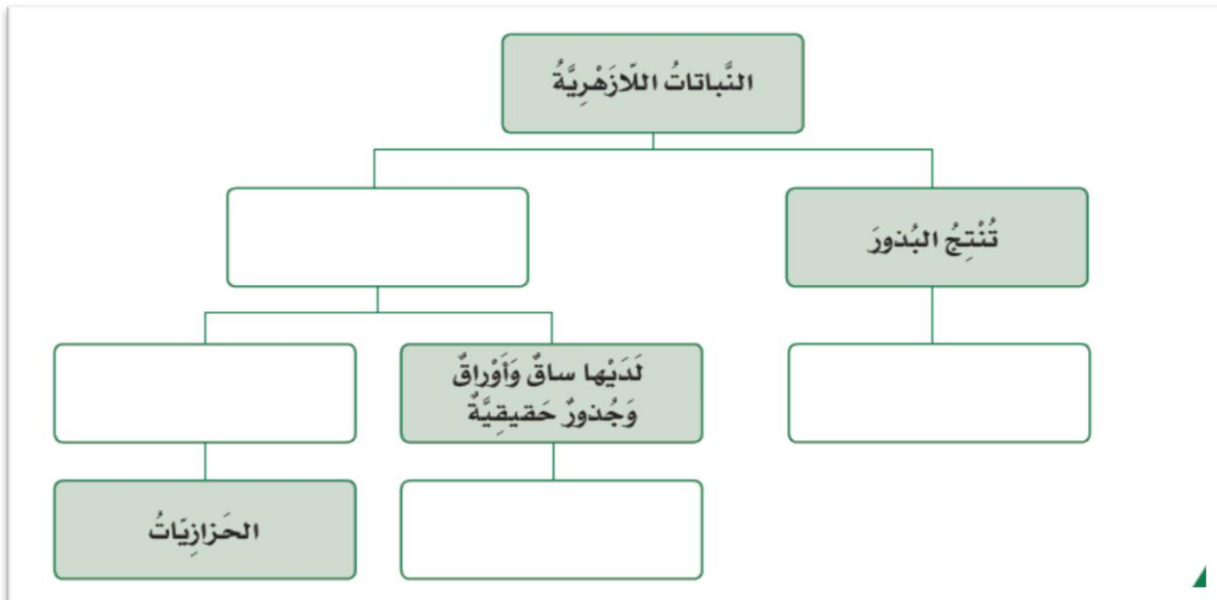 النَّباتاتُ اللّازَهْرِيَّةُ
تُنْتِجُ البُذورَ
لَدَيْها ساقٌ وَأَوْراقٌ
وَجُذورٌ حَقيقِيَّةٌ
الحَزازِيّاتُ